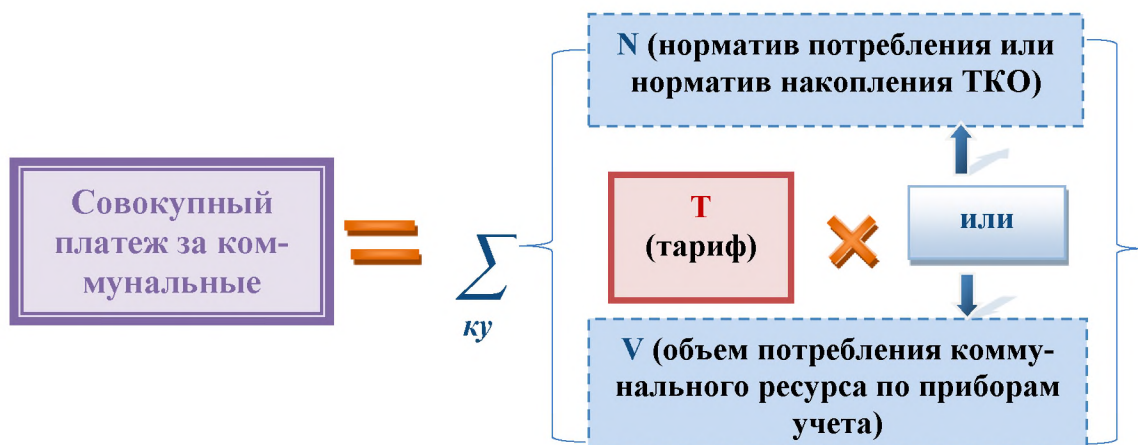 Совокупный
платеж за ком-
мунальные
=
∑
ку
N (норматив потребления или
норматив накопления ТКО)
Т
(тариф)
×
или
V (объем потребления комму-
нального ресурса по приборам
учета)